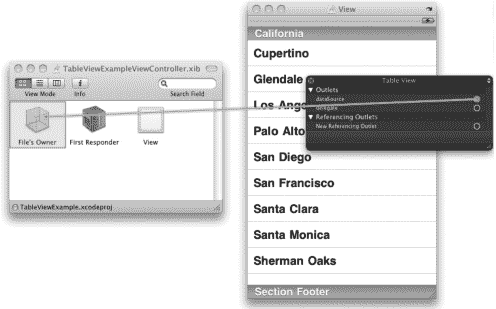 TableViewExampleViewController.xib
View Mode
Info
Search Field
File's Owner
First Responder
View
TableViewExample.xcodeproj
View
California
Cupertino
Glendale
Los Ange
Palo Alto
San Diego
San Francisco
Santa Clara
Santa Monica
Sherman Oaks
Section Footer
Table View
Outlets
dataSource
delegate
Referencing Outlets
New Referencing Outlet